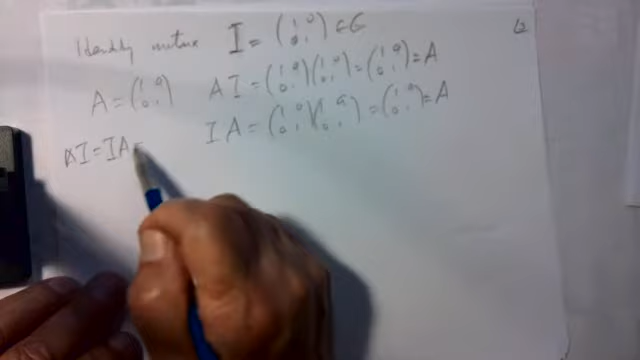 Identity matrix I = (1 0 0 1) ∈ G
A = (1 a 0 1) AI = (1 a 0 1)(1 0 0 1) = (1 a 0 1) = A
IA = (1 0 0 1)(1 a 0 1) = (1 a 0 1) = A
AI = IA =